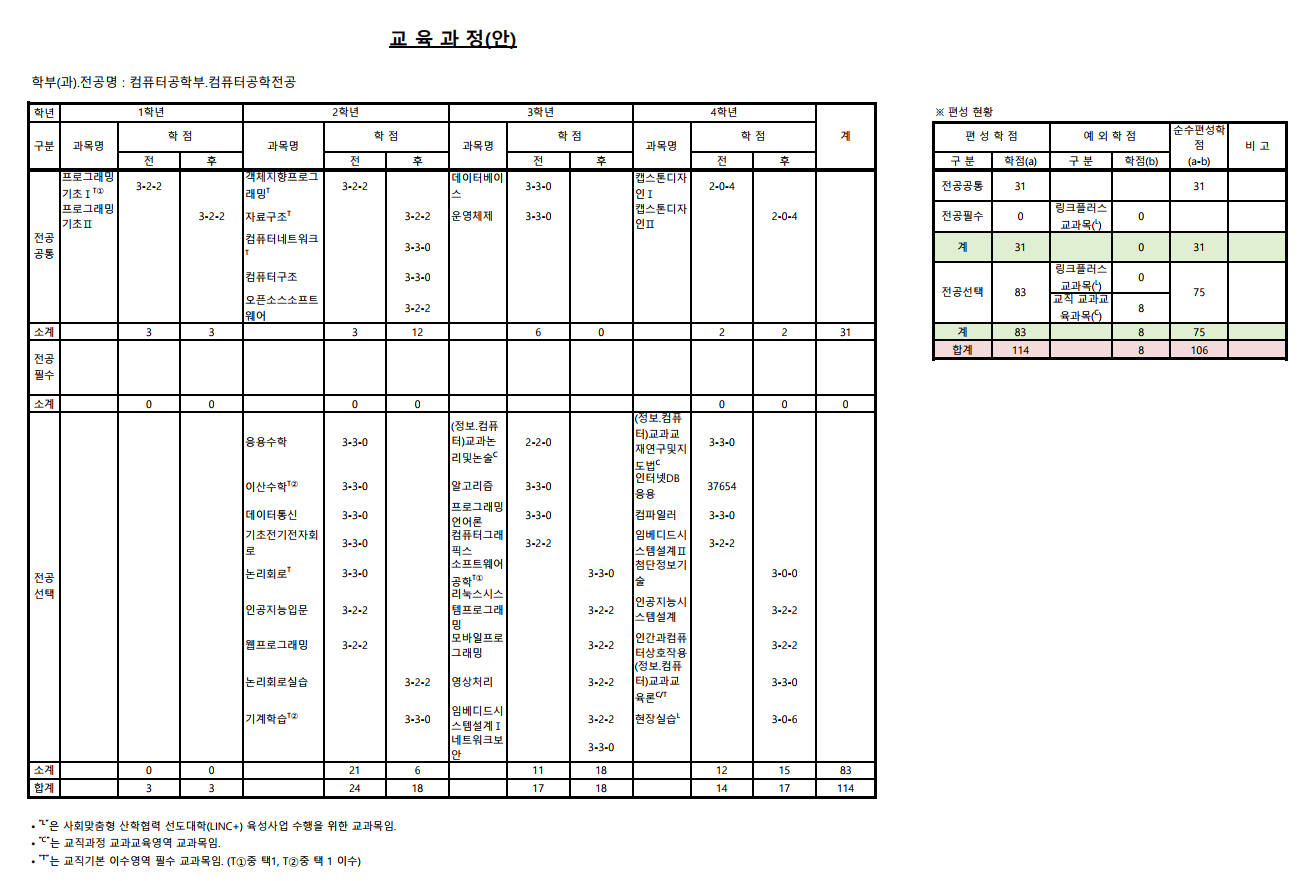 교 육 과 정(안)
학부(과).전공명 : 컴퓨터공학부.컴퓨터공학전공
학년 1학년 2학년 3학년 4학년 계
구분 과목명 학 점 과목명 학 점 과목명 학 점 과목명 학 점
전 후 전 후 전 후 전 후
전공
공통
프로그래밍
기초Ⅰ T① 3-2-2
객체지향프로그
래밍T 3-2-2
데이터베이
스 3-3-0
캡스톤디자
인Ⅰ 2-0-4
프로그래밍
기초Ⅱ 3-2-2
자료구조T 3-2-2
운영체제 3-3-0
캡스톤디자
인Ⅱ 2-0-4
컴퓨터네트워크
T 3-3-0
컴퓨터구조 3-3-0
오픈소스소프트
웨어 3-2-2
소계 3 3 3 12 6 0 2 2 31
전공
필수
소계 0 0 0 0 0 0 0
전공
선택
응용수학 3-3-0
(정보.컴퓨
터)교과논
리및논술C 2-2-0
(정보.컴퓨
터)교과교
재연구및지
도법C 3-3-0
이산수학T② 3-3-0
알고리즘 3-3-0
인터넷DB
응용 37654
데이터통신 3-3-0
프로그래밍
언어론 3-3-0
컴파일러 3-3-0
기초전기전자회
로 3-3-0
컴퓨터그래
픽스 3-2-2
임베디드시
스템설계Ⅱ 3-2-2
논리회로T 3-3-0
소프트웨어
공학T① 3-3-0
첨단정보기
술 3-0-0
인공지능입문 3-2-2
리눅스시스
템프로그래
밍 3-2-2
인공지능시
스템설계 3-2-2
웹프로그래밍 3-2-2
모바일프로
그래밍 3-2-2
인간과컴퓨
터상호작용 3-2-2
논리회로실습 3-2-2
영상처리 3-2-2
(정보.컴퓨
터)교과교
육론C/T 3-3-0
기계학습T② 3-3-0
임베디드시
스템설계Ⅰ 3-2-2
현장실습L 3-0-6
네트워크보
안 3-3-0
소계 0 0 21 6 11 18 12 15 83
합계 3 3 24 18 17 18 14 17 114
• "L"은 사회맞춤형 산학협력 선도대학(LINC+) 육성사업 수행을 위한 교과목임.
• "C"는 교직과정 교과교육영역 교과목임.
• "T"는 교직기본 이수영역 필수 교과목임. (T①중 택1, T②중 택 1 이수)
※ 편성 현황
편 성 학 점 예 외 학 점 순수편성학
점
(a-b) 비 고
구 분 학점(a) 구 분 학점(b)
전공공통 31 31
전공필수 0 링크플러스
교과목(L) 0
계 31 0 31
전공선택 83 링크플러스
교과목(L) 0 75
교직 교과교
육과목(C) 8
계 83 8 75
합계 114 8 106